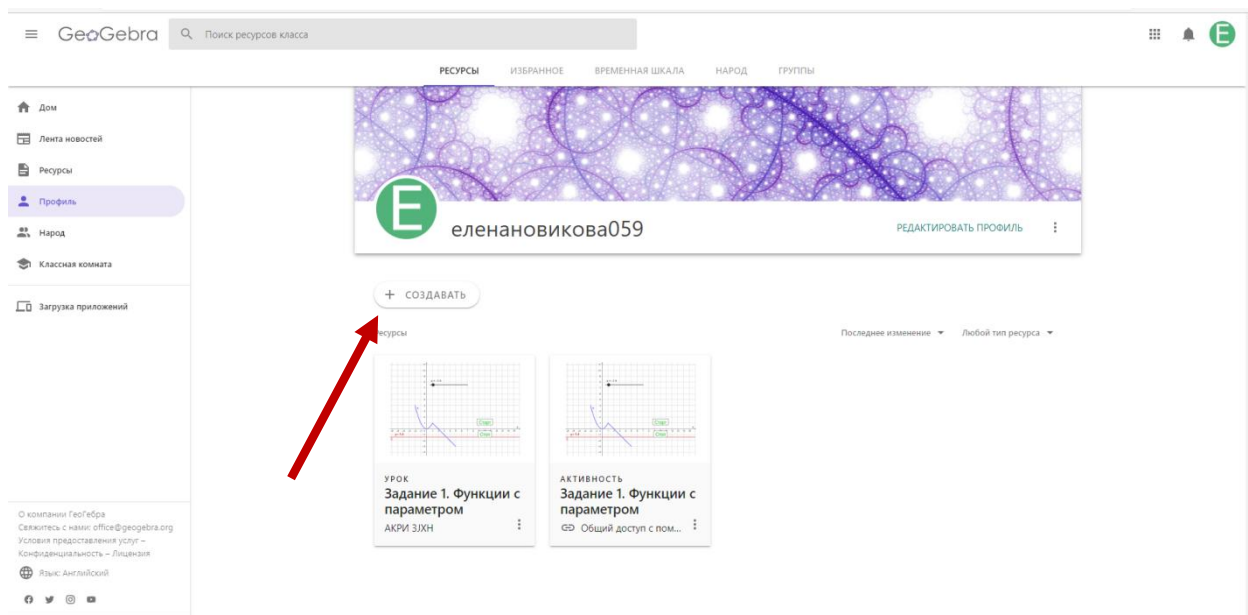 GeoGebra
Поиск ресурсов класса
E
РЕСУРСЫ ИЗБРАННОЕ ВРЕМЕННАЯ ШКАЛА НАРОД ГРУППЫ
Дом
Лента новостей
Ресурсы
Профиль
Народ
Классная комната
Загрузка приложений
E
еленановикова059
РЕДАКТИРОВАТЬ ПРОФИЛЬ
+ СОЗДАВАТЬ
Ресурсы
Последнее изменение
Любой тип ресурса
УРОК
Задание 1. Функции с
параметром
АКРИ 3JXH
АКТИВНОСТЬ
Задание 1. Функции с
параметром
Общий доступ с пом...
О компании ГеоГебра
Свяжитесь с нами: office@geogebra.org
Условия предоставления услуг –
Конфиденциальность – Лицензия
Язык: Английский